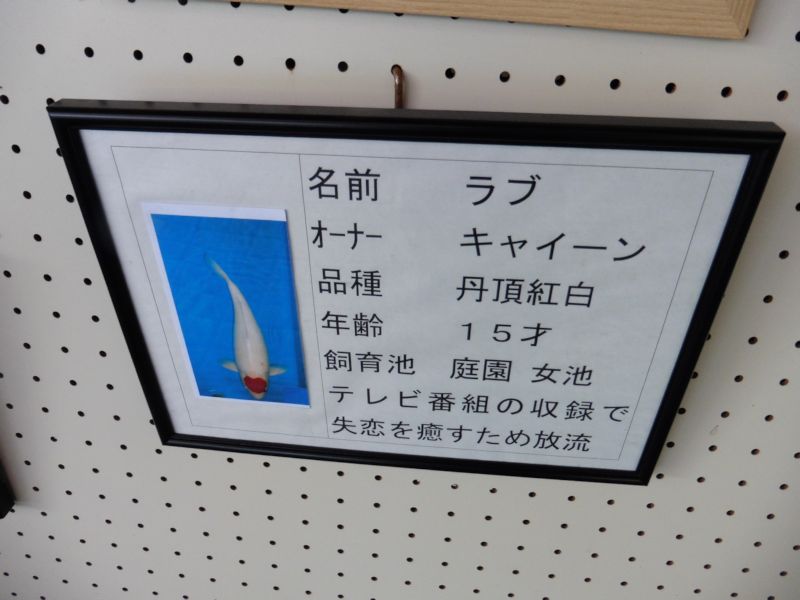 名前 ラブ
ｵｰﾅｰ キャイーン
品種 丹頂紅白
年齢 １５才
飼育池 庭園 女池
テレビ番組の収録で
失恋を癒すため放流